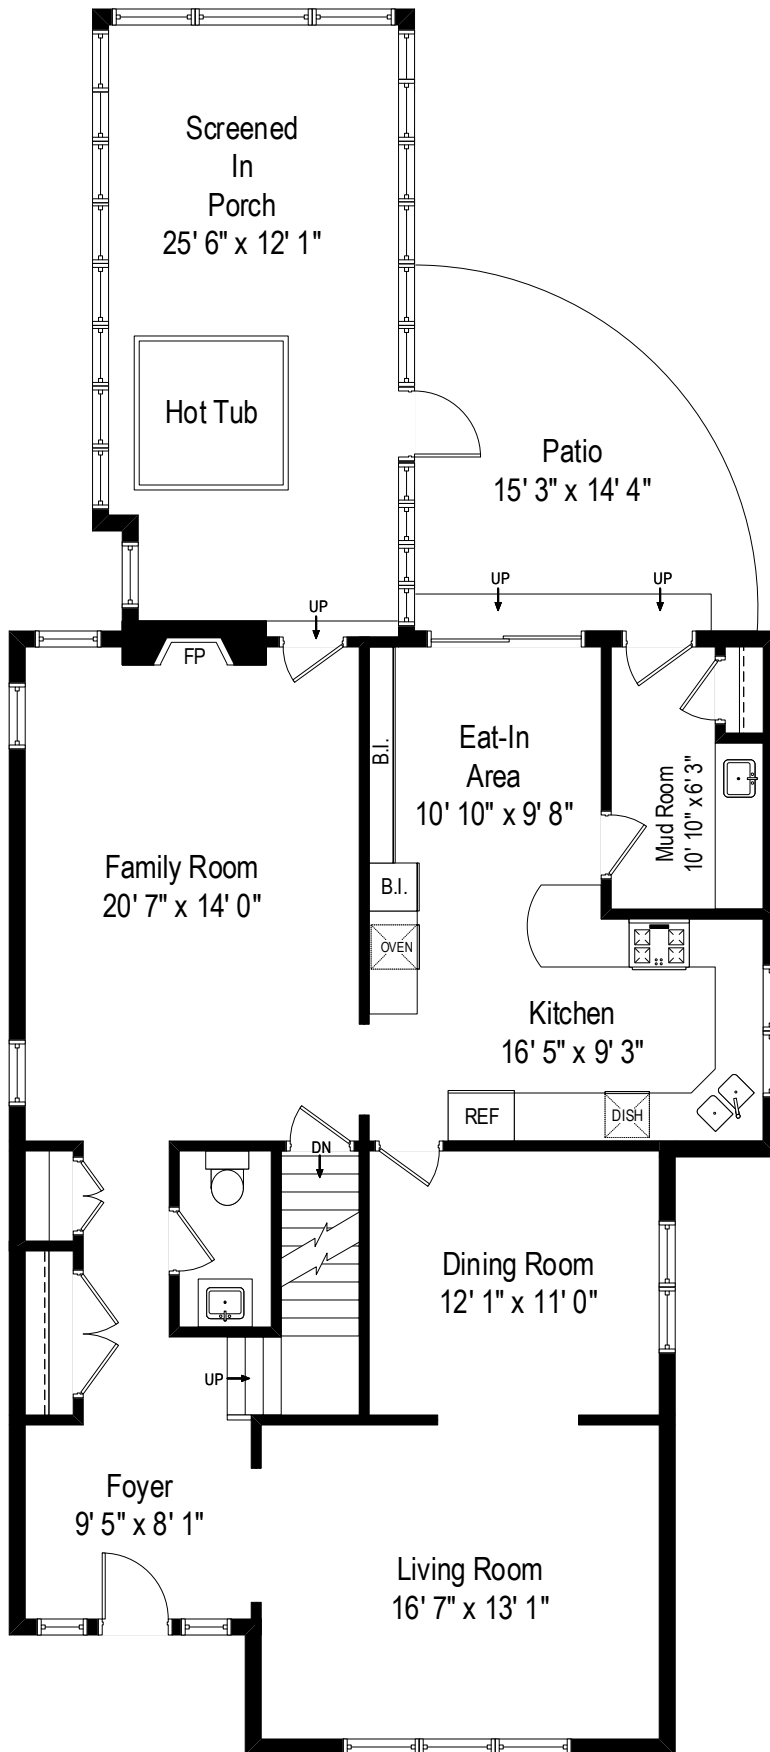 Screened
In
Porch
25' 6" x 12' 1"
Hot Tub
Patio
15' 3" x 14' 4"
UP
UP
UP
FP
B.I.
Eat-In
Area
10' 10" x 9' 8"
Mud Room
10' 10" x 6' 3"
Family Room
20' 7" x 14' 0"
B.I.
OVEN
Kitchen
16' 5" x 9' 3"
REF
DISH
DN
Dining Room
12' 1" x 11' 0"
UP
Foyer
9' 5" x 8' 1"
Living Room
16' 7" x 13' 1"